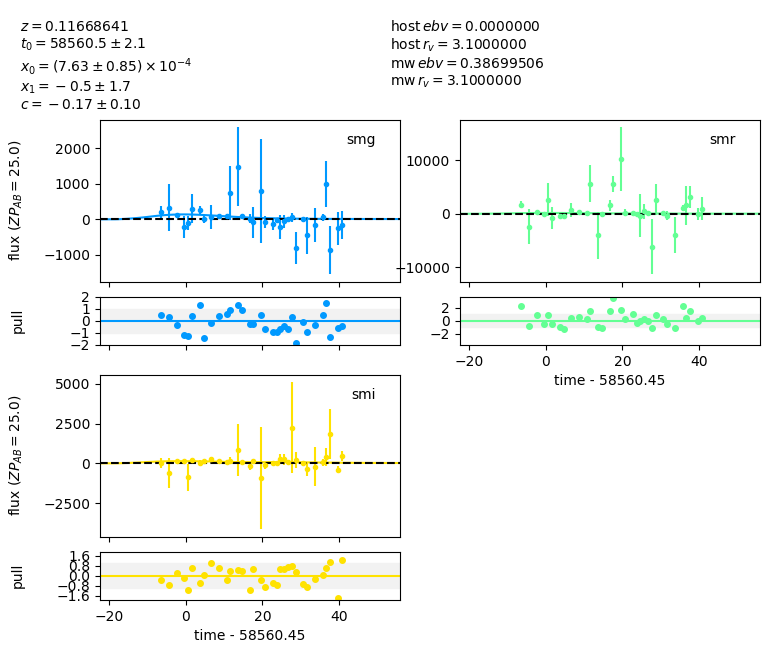 z = 0.11668641
t₀ = 58560.5 ± 2.1
x₀ = (7.63 ± 0.85) × 10⁻⁴
x₁ = − 0.5 ± 1.7
c = − 0.17 ± 0.10
host ebv = 0.0000000
host r_v = 3.1000000
mw ebv = 0.38699506
mw r_v = 3.1000000
smg
flux (ZP_AB = 25.0)
2000
1000
0
−1000
smr
10000
0
−10000
pull
2
1
0
−1
−2
2
0
−2
−20
0
20
40
time - 58560.45
smi
flux (ZP_AB = 25.0)
5000
2500
0
−2500
pull
1.6
0.8
0.0
−0.8
−1.6
−20
0
20
40
time - 58560.45